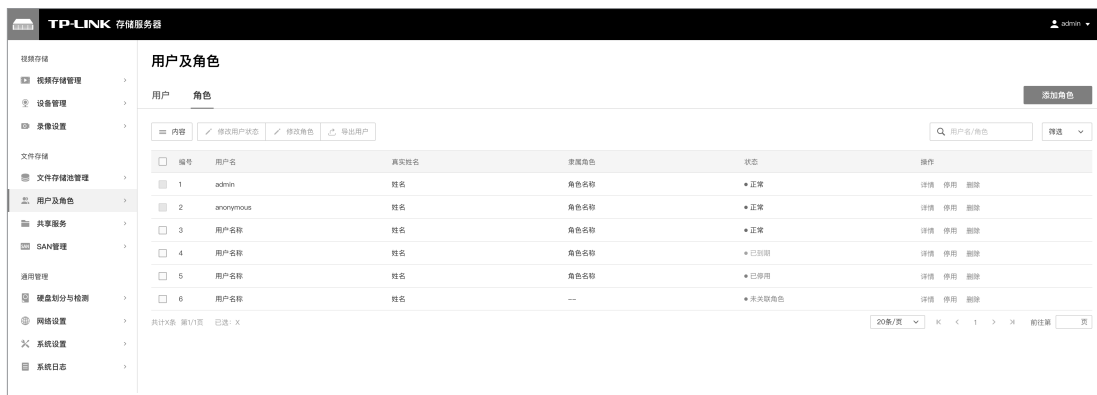 TP-LINK 存储服务器 admin
视频存储
视频存储管理
设备管理
录像设置
文件存储
文件存储池管理
用户及角色
共享服务
SAN管理
通用管理
硬盘划分与检测
网络设置
系统设置
系统日志
用户及角色
用户 角色 添加角色
内容 修改用户状态 修改角色 导出用户 用户名/角色 筛选
编号 用户名 真实姓名 隶属角色 状态 操作
1 admin 姓名 角色名称 正常 详情 停用 删除
2 anonymous 姓名 角色名称 正常 详情 停用 删除
3 用户名称 姓名 角色名称 正常 详情 停用 删除
4 用户名称 姓名 角色名称 已到期 详情 停用 删除
5 用户名称 姓名 角色名称 已停用 详情 停用 删除
6 用户名称 姓名 -- 未关联角色 详情 停用 删除
共计X条 第1/1页 已选：X 20条/页 1 前往第 页